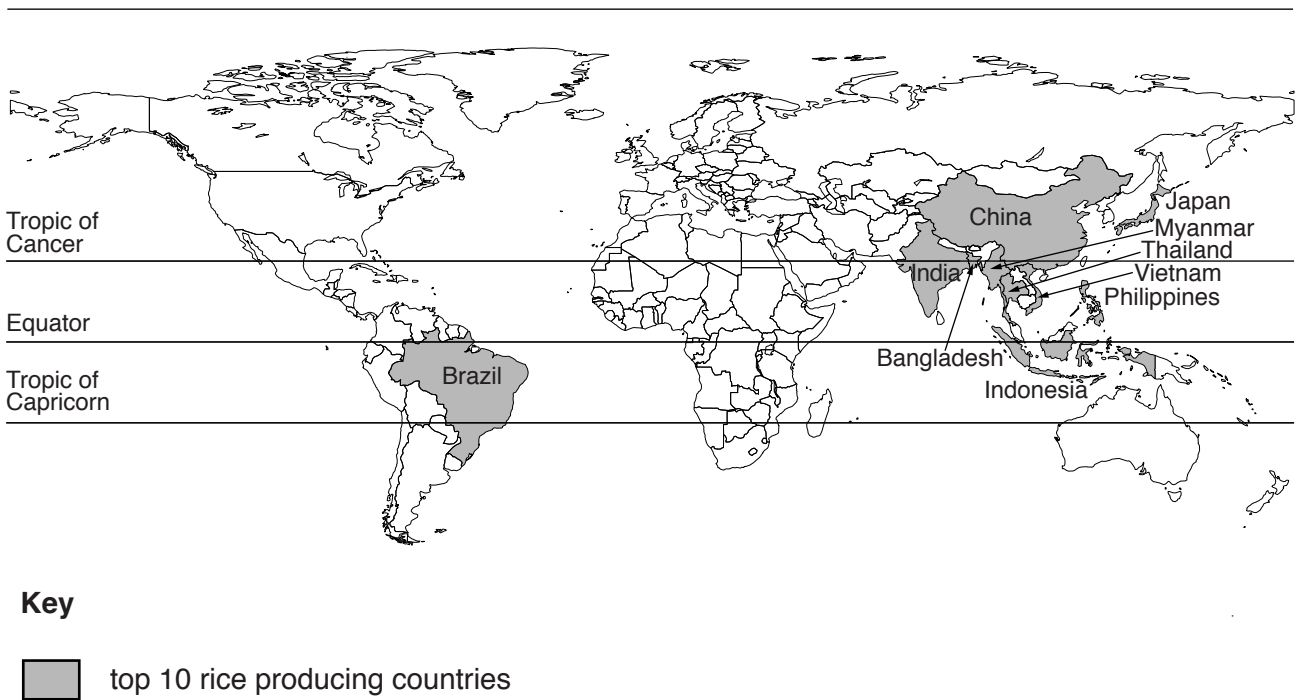 Tropic of
Cancer
Equator
Tropic of
Capricorn
Brazil
China
India
Japan
Myanmar
Thailand
Vietnam
Philippines
Bangladesh
Indonesia
Key
top 10 rice producing countries